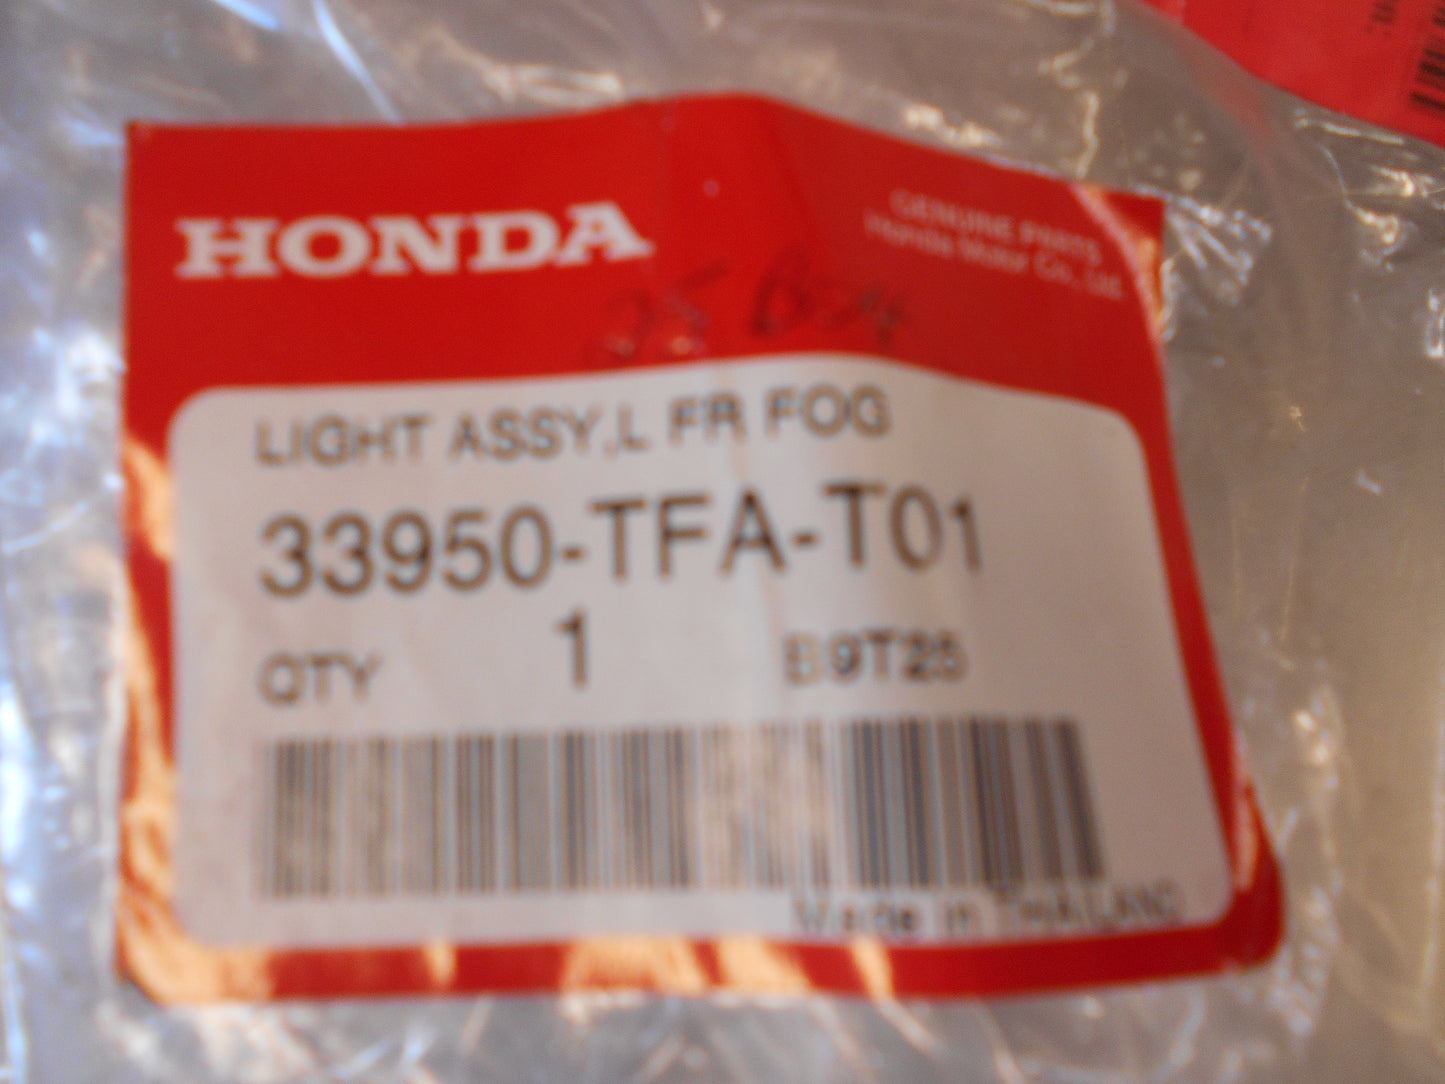 HONDA
GENUINE PARTS
Honda Motor Co., Ltd.
LIGHT ASSY,L FR FOG
33950-TFA-T01
QTY 1 B9T25
Made in THAILAND